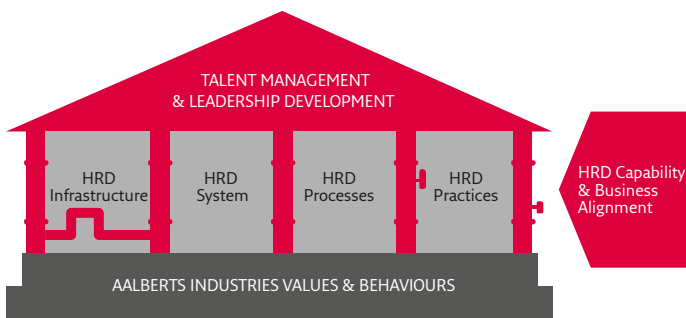 TALENT MANAGEMENT
& LEADERSHIP DEVELOPMENT
HRD
Infrastructure
HRD
System
HRD
Processes
HRD
Practices
HRD Capability
& Business
Alignment
AALBERTS INDUSTRIES VALUES & BEHAVIOURS